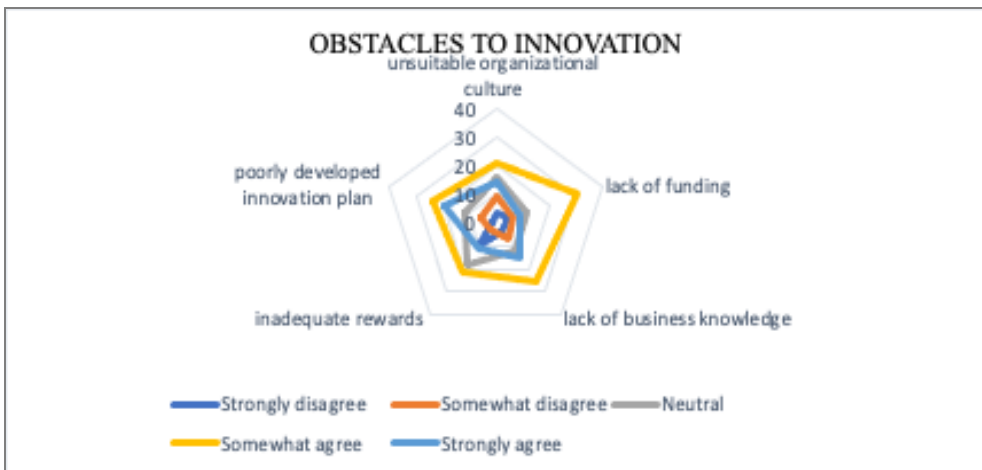 OBSTACLES TO INNOVATION
unsuitable organizational
culture
40
30
20
10
0
poorly developed
innovation plan
lack of funding
inadequate rewards
lack of business knowledge
Strongly disagree
Somewhat disagree
Neutral
Somewhat agree
Strongly agree